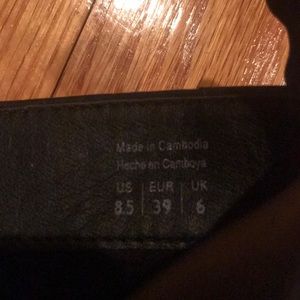 Made in Cambodia
Hecho en Camboya
US | EUR | UK
8.5 | 39 | 6